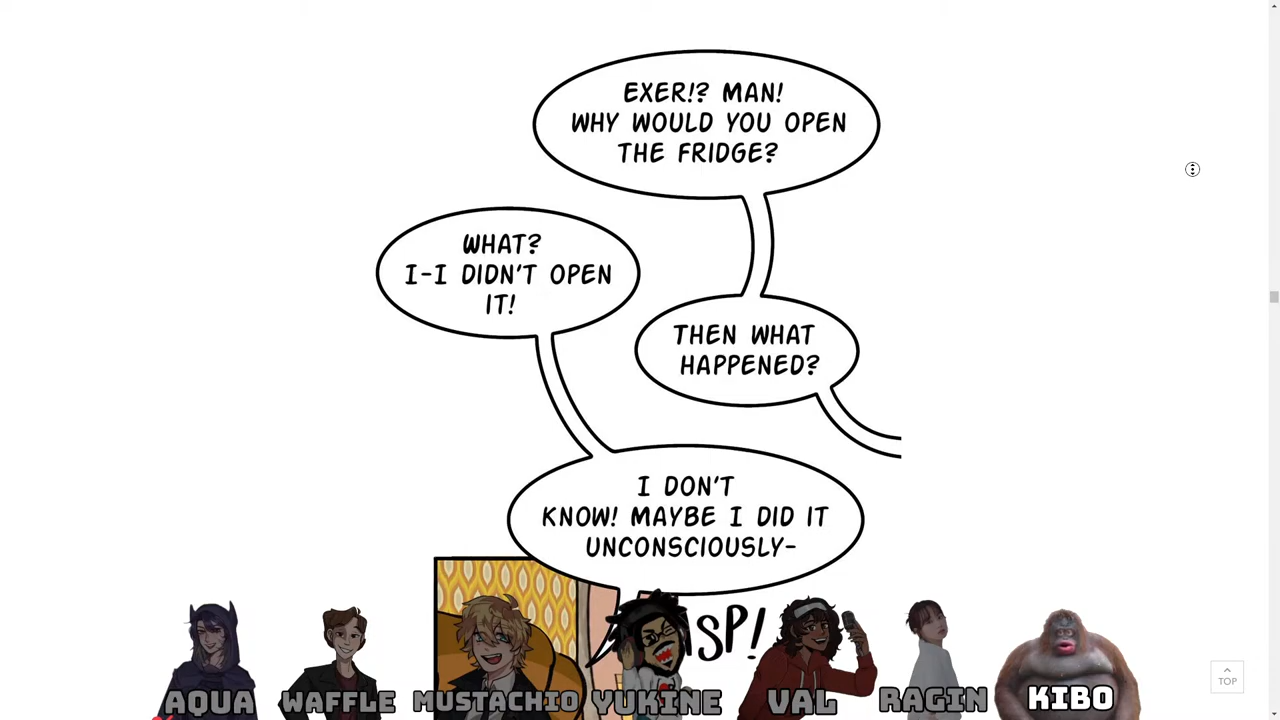 EXER!? MAN!
WHY WOULD YOU OPEN
THE FRIDGE?
WHAT?
I-I DIDN'T OPEN
IT!
THEN WHAT
HAPPENED?
I DON'T
KNOW! MAYBE I DID IT
UNCONSCIOUSLY-
SP!
AQUA
WAFFLE
MUSTACHIO
YUKINE
VAL
RAGIN
KIBO
TOP